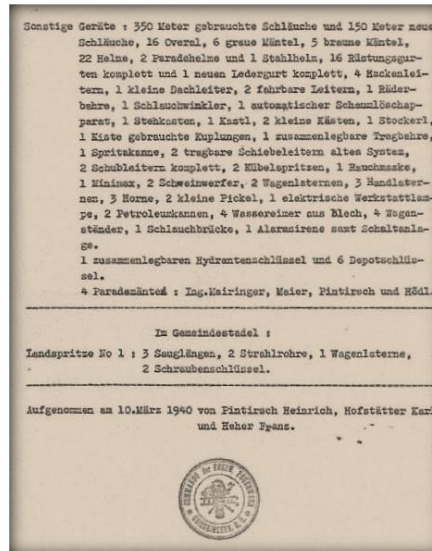 Sonstige Geräte : 350 Meter gebrauchte Schläuche und 150 Meter neue
Schläuche, 16 Overal, 6 graue Mäntel, 5 braune Mäntel,
22 Helme, 2 Paradehelme und 1 Stahlhelm, 16 Rüstungsgur-
ten komplett und 1 neuen Ledergurt komplett, 4 Hackenlei-
tern, 1 kleine Dachleiter, 2 fahrbare Leitern, 1 Räder-
bahre, 1 Schlauchwinkler, 1 automatischer Schaumlöschap-
parat, 1 Stehkasten, 1 Kastl, 2 kleine Kästen, 1 Stockerl,
1 Kiste gebrauchte Kuplungen, 1 zusammenlegbare Tragbahre,
1 Spritzkanne, 2 tragbare Schiebeleitern altes System,
2 Schubleitern komplett, 2 Kübelspritzen, 1 Rauchmaske,
1 Minimax, 2 Scheinwerfer, 2 Wagenlaternen, 3 Handlater-
nen, 3 Horne, 2 kleine Pickel, 1 elektrische Werkstattlam-
pe, 2 Petroleumkannen, 4 Wassereimer aus Blech, 4 Wagen-
ständer, 1 Schlauchbrücke, 1 Alarmsirene samt Schaltanla-
ge.
1 zusammenlegbaren Hydrantenschlüssel und 6 Depotschlüs-
sel.
4 Parademäntel : Ing.Mairinger, Maier, Pintirsch und Hödl.
Im Gemeindestadel :
Landspritze No 1 : 3 Sauglängen, 2 Strahlrohre, 1 Wagenlaterne,
2 Schraubenschlüssel.
Aufgenommen am 10.März 1940 von Pintirsch Heinrich, Hofstätter Karl
und Heher Franz.